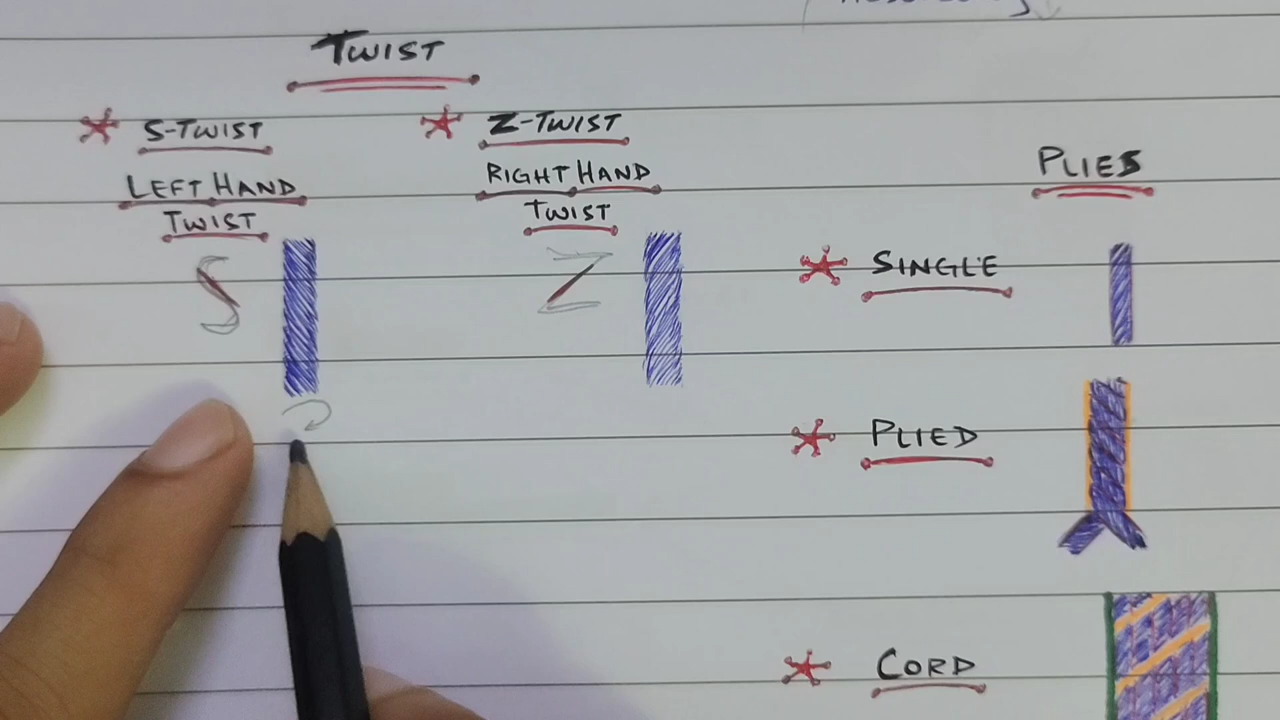 TWIST
S-TWIST
LEFT HAND
TWIST
S
Z-TWIST
RIGHT HAND
TWIST
Z
PLIES
SINGLE
PLIED
CORD